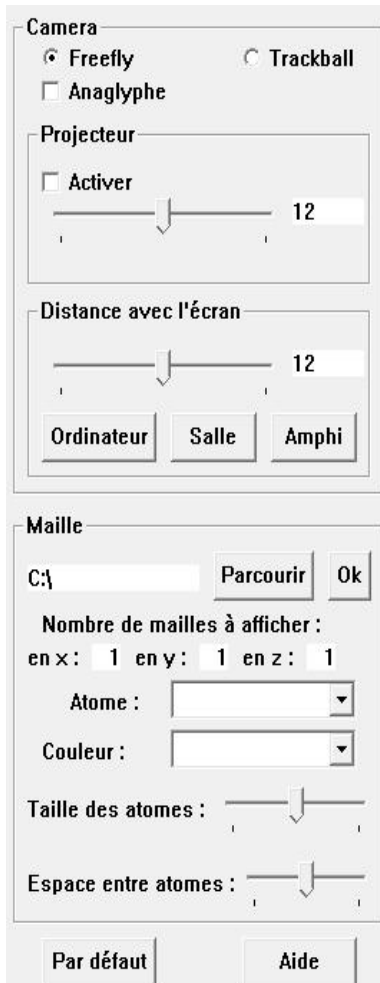 Camera
Freefly Trackball
Anaglyphe
Projecteur
Activer
12
Distance avec l'écran
12
Ordinateur Salle Amphi
Maille
C:\ Parcourir Ok
Nombre de mailles à afficher :
en x : 1 en y : 1 en z : 1
Atome :
Couleur :
Taille des atomes :
Espace entre atomes :
Par défaut Aide